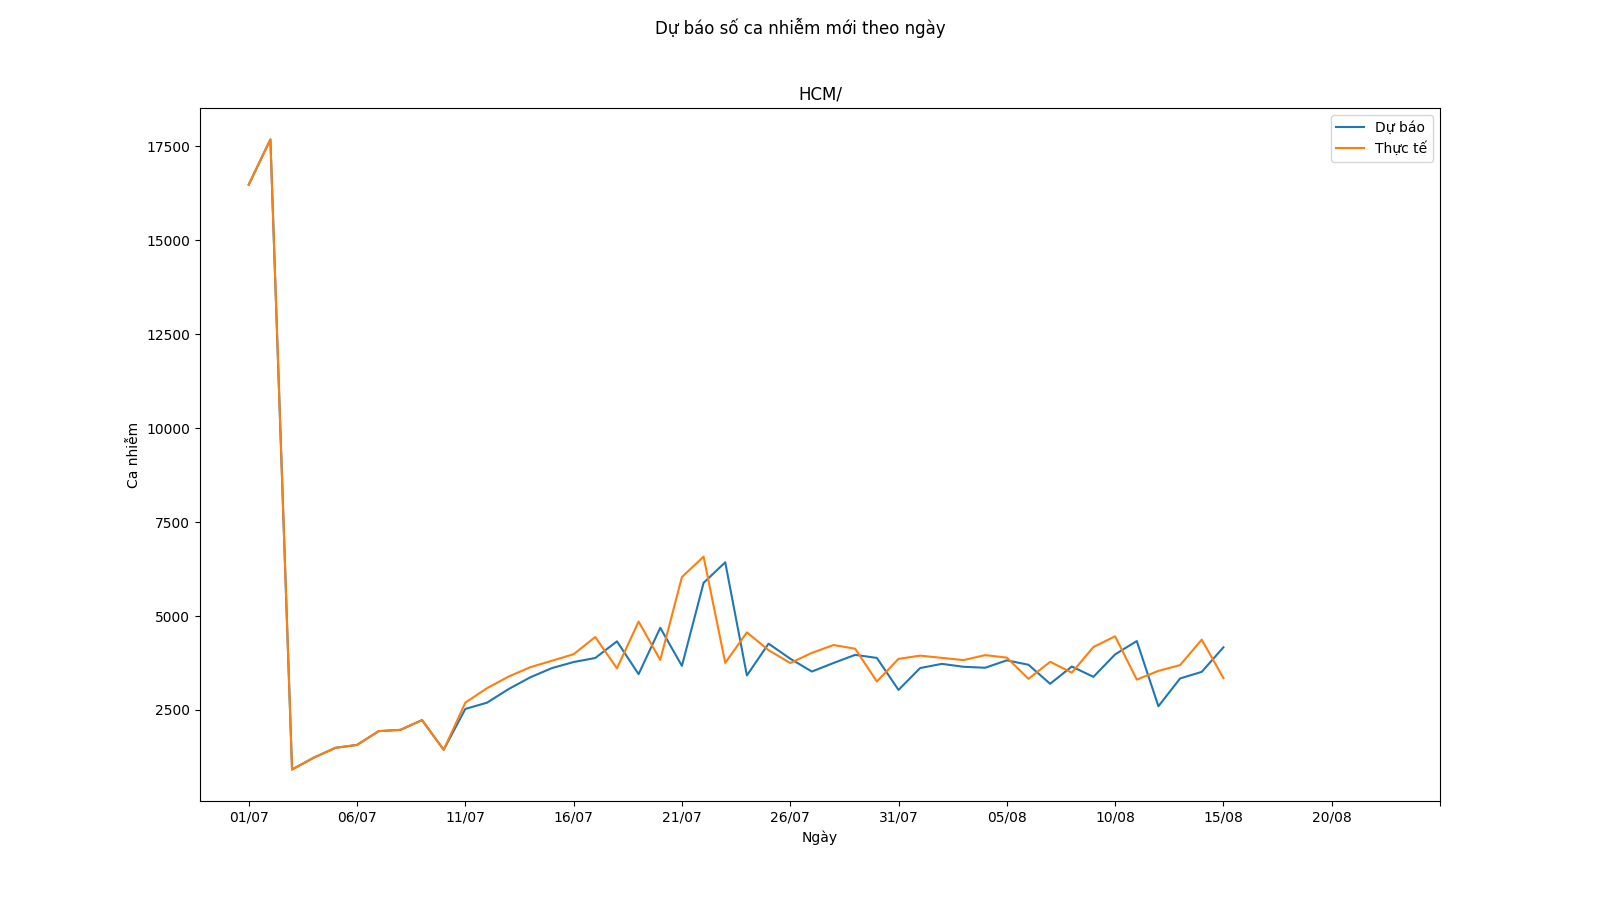 Dự báo số ca nhiễm mới theo ngày
HCM/
Dự báo
Thực tế
17500
15000
12500
10000
7500
5000
2500
Ca nhiễm
01/07 06/07 11/07 16/07 21/07 26/07 31/07 05/08 10/08 15/08 20/08
Ngày